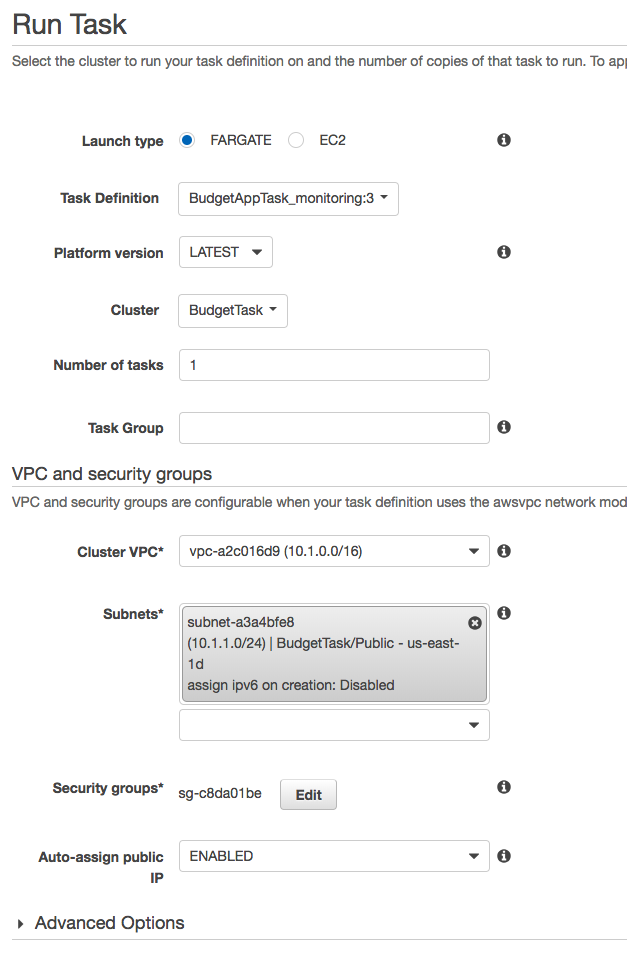 Run Task
Select the cluster to run your task definition on and the number of copies of that task to run. To ap
Launch type FARGATE EC2
Task Definition BudgetAppTask_monitoring:3
Platform version LATEST
Cluster BudgetTask
Number of tasks 1
Task Group
VPC and security groups
VPC and security groups are configurable when your task definition uses the awsvpc network mod
Cluster VPC* vpc-a2c016d9 (10.1.0.0/16)
Subnets* subnet-a3a4bfe8
(10.1.1.0/24) | BudgetTask/Public - us-east-
1d
assign ipv6 on creation: Disabled
Security groups* sg-c8da01be Edit
Auto-assign public ENABLED
IP
Advanced Options